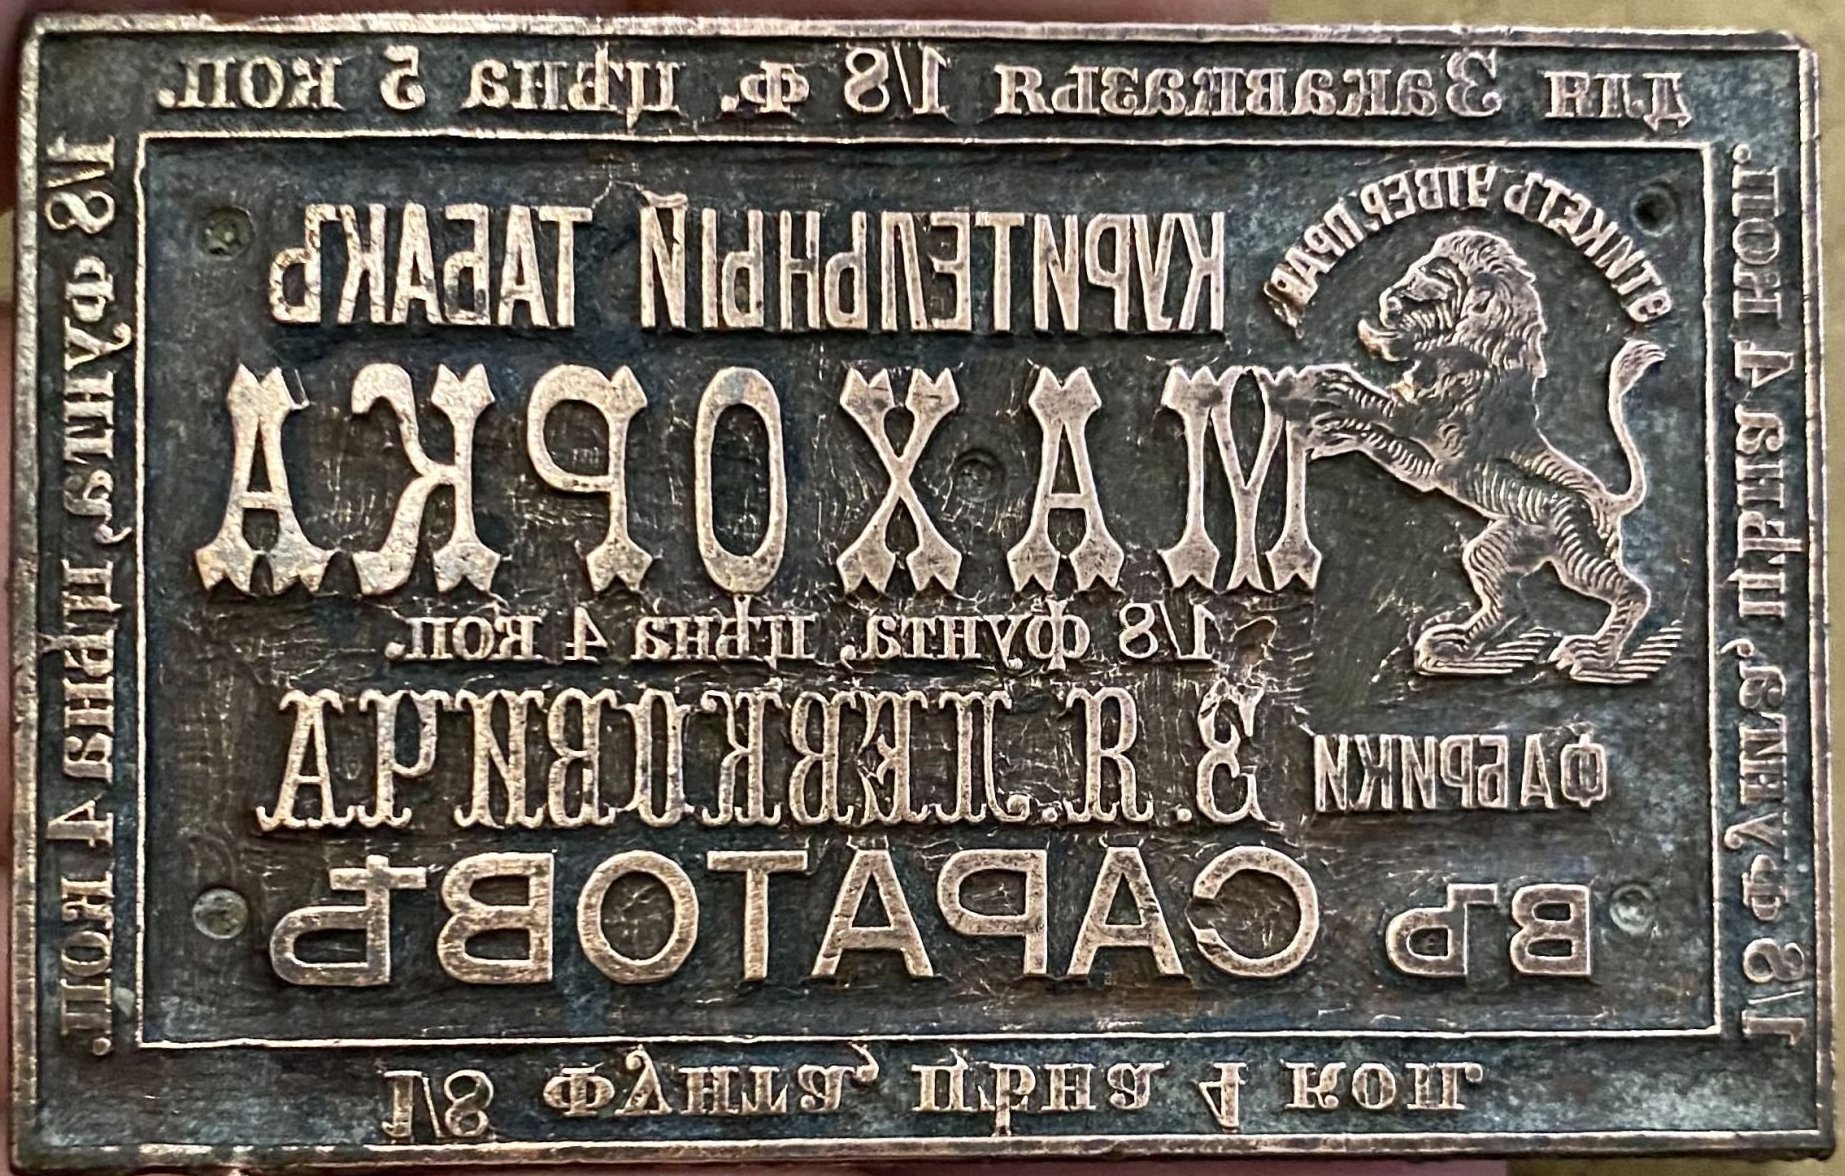 для Закавказья 1/8 ф. цѣна 5 коп.
ЭТИКЕТЪ УТВЕР. ПРАВ.
КУРИТЕЛЬНЫЙ ТАБАКЪ
МАХОРКА
1/8 фунта, цѣна 4 коп.
ФАБРИКИ З. Я. ЛЕВКОВИЧА
ВЪ САРАТОВѢ
1/8 фунта, цѣна 4 коп.
1/8 фунта, цѣна 4 коп.
1/8 фунта, цѣна 4 коп.